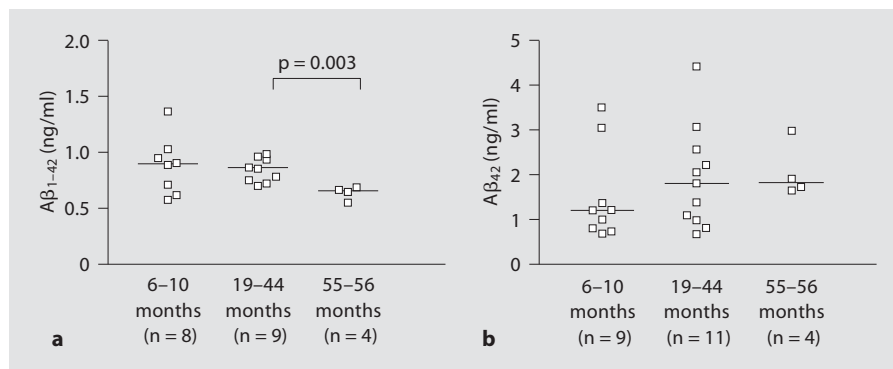 2.0
1.5
1.0
0.5
0
Aβ1–42 (ng/ml)
p = 0.003
6–10 months (n = 8)
19–44 months (n = 9)
55–56 months (n = 4)
a
5
4
3
2
1
0
Aβ42 (ng/ml)
6–10 months (n = 9)
19–44 months (n = 11)
55–56 months (n = 4)
b